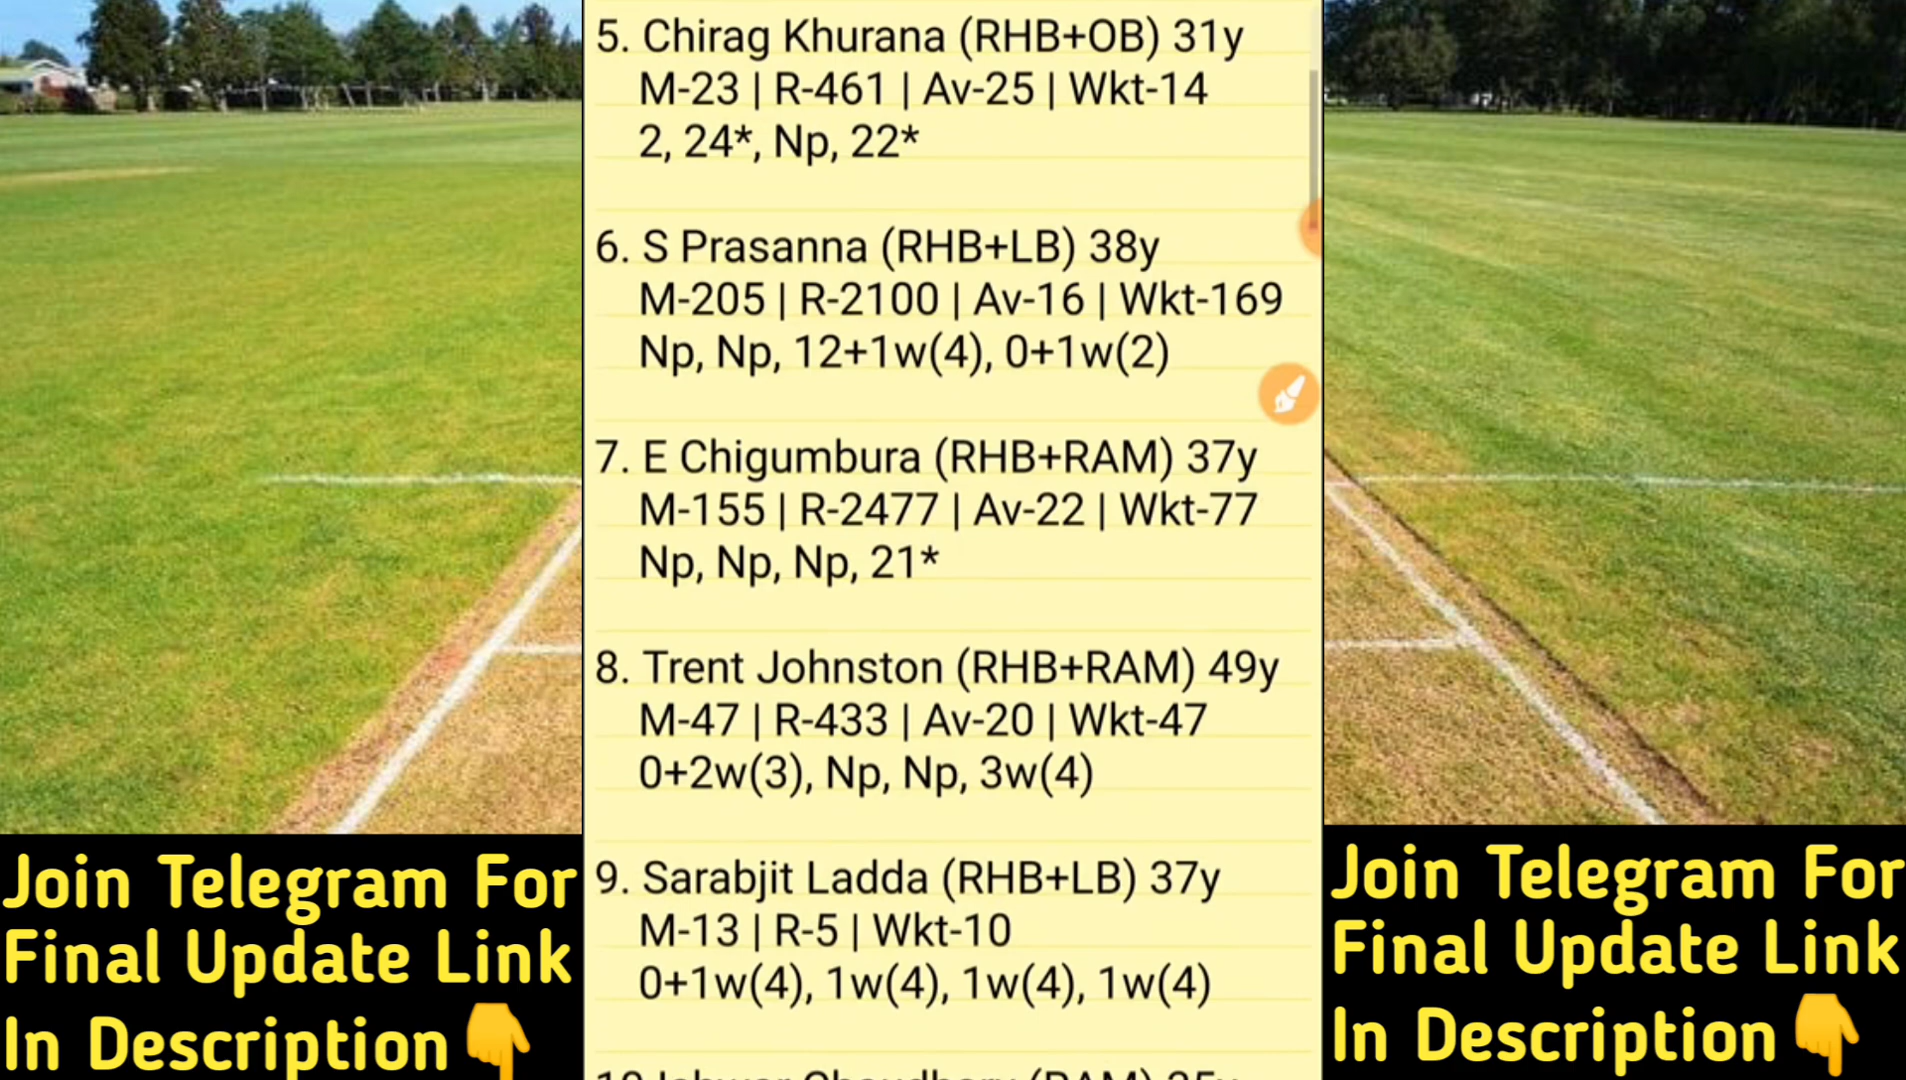 5. Chirag Khurana (RHB+OB) 31y
M-23 | R-461 | Av-25 | Wkt-14
2, 24*, Np, 22*
6. S Prasanna (RHB+LB) 38y
M-205 | R-2100 | Av-16 | Wkt-169
Np, Np, 12+1w(4), 0+1w(2)
7. E Chigumbura (RHB+RAM) 37y
M-155 | R-2477 | Av-22 | Wkt-77
Np, Np, Np, 21*
8. Trent Johnston (RHB+RAM) 49y
M-47 | R-433 | Av-20 | Wkt-47
0+2w(3), Np, Np, 3w(4)
9. Sarabjit Ladda (RHB+LB) 37y
M-13 | R-5 | Wkt-10
0+1w(4), 1w(4), 1w(4), 1w(4)
Join Telegram For
Final Update Link
In Description👇
Join Telegram For
Final Update Link
In Description👇